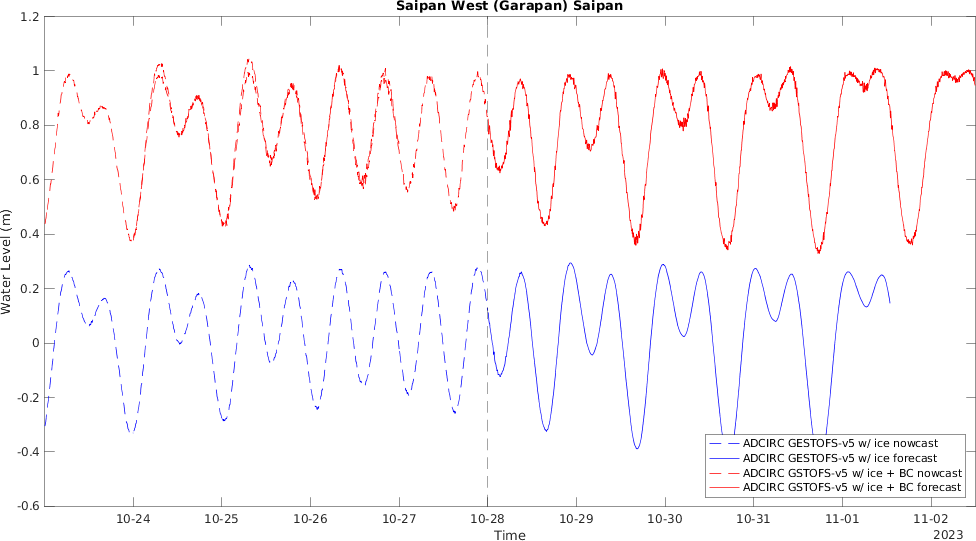 Saipan West (Garapan) Saipan
1.2
1
0.8
0.6
0.4
0.2
0
-0.2
-0.4
-0.6
Water Level (m)
ADCIRC GESTOFS-v5 w/ ice nowcast
ADCIRC GESTOFS-v5 w/ ice forecast
ADCIRC GSTOFS-v5 w/ ice + BC nowcast
ADCIRC GSTOFS-v5 w/ ice + BC forecast
10-24 10-25 10-26 10-27 10-28 10-29 10-30 10-31 11-01 11-02
Time
2023